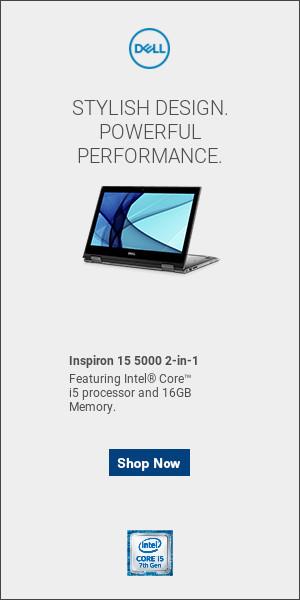 DELL
STYLISH DESIGN.
POWERFUL
PERFORMANCE.
DELL
Inspiron 15 5000 2-in-1
Featuring Intel® Core™
i5 processor and 16GB
Memory.
Shop Now
intel
CORE i5
7th Gen